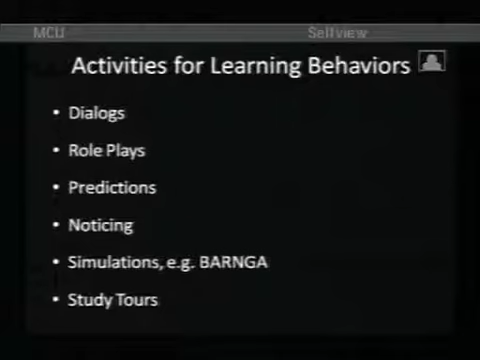 MCU Selfview
Activities for Learning Behaviors
• Dialogs
• Role Plays
• Predictions
• Noticing
• Simulations, e.g. BARNGA
• Study Tours